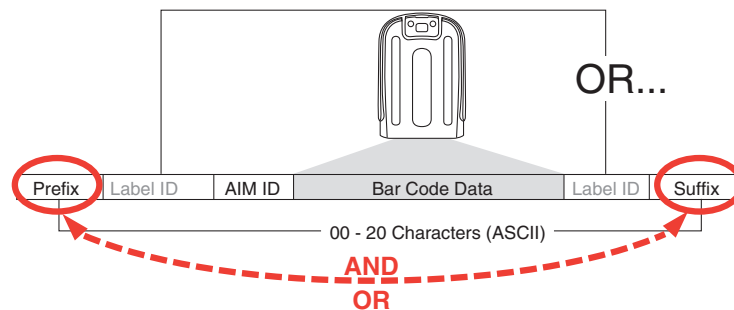 OR...
Prefix Label ID AIM ID Bar Code Data Label ID Suffix
00 - 20 Characters (ASCII)
AND
OR